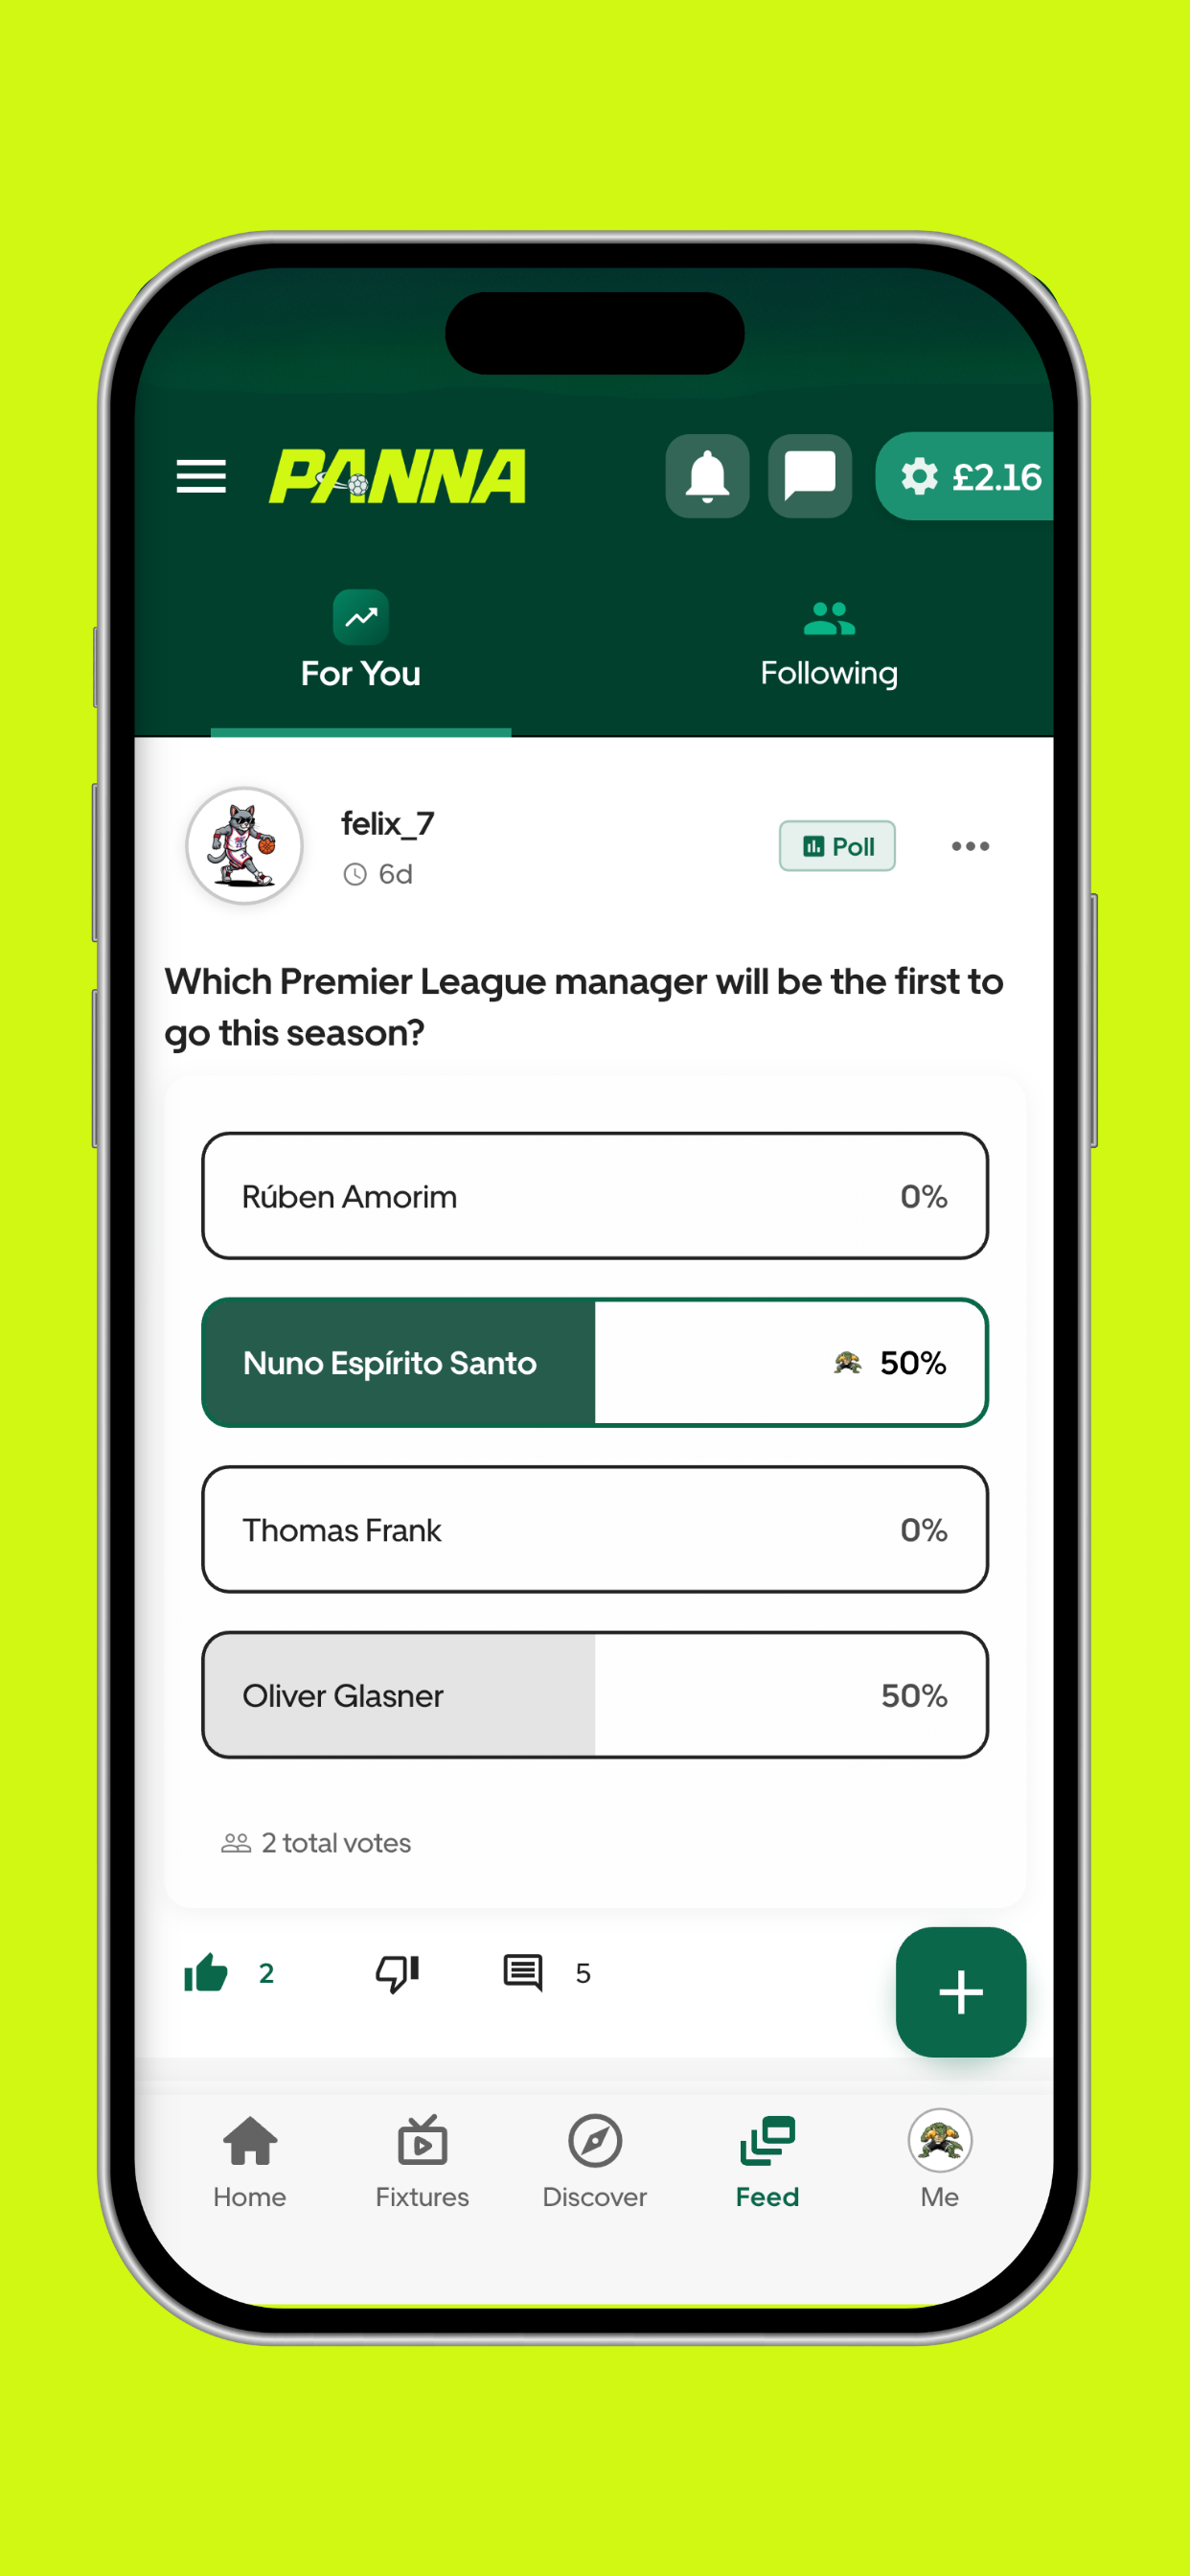 PANNA
£2.16
For You
Following
felix_7
6d
Poll
Which Premier League manager will be the first to
go this season?
Rúben Amorim 0%
Nuno Espírito Santo 50%
Thomas Frank 0%
Oliver Glasner 50%
2 total votes
2
5
Home
Fixtures
Discover
Feed
Me